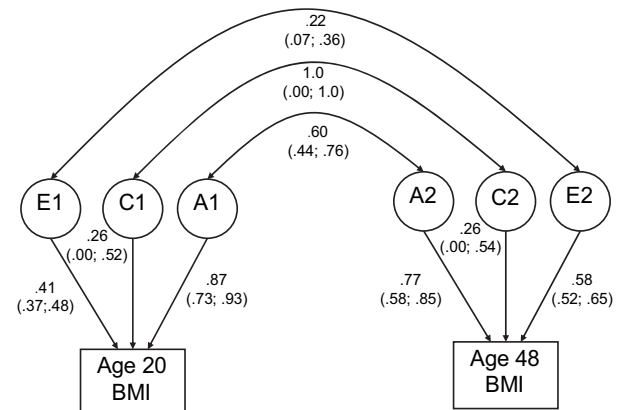 .22
(.07; .36)
1.0
(.00; 1.0)
.60
(.44; .76)
E1
C1
A1
A2
C2
E2
.26
(.00; .52)
.26
(.00; .54)
.41
(.37;.48)
.87
(.73; .93)
.77
(.58; .85)
.58
(.52; .65)
Age 20
BMI
Age 48
BMI